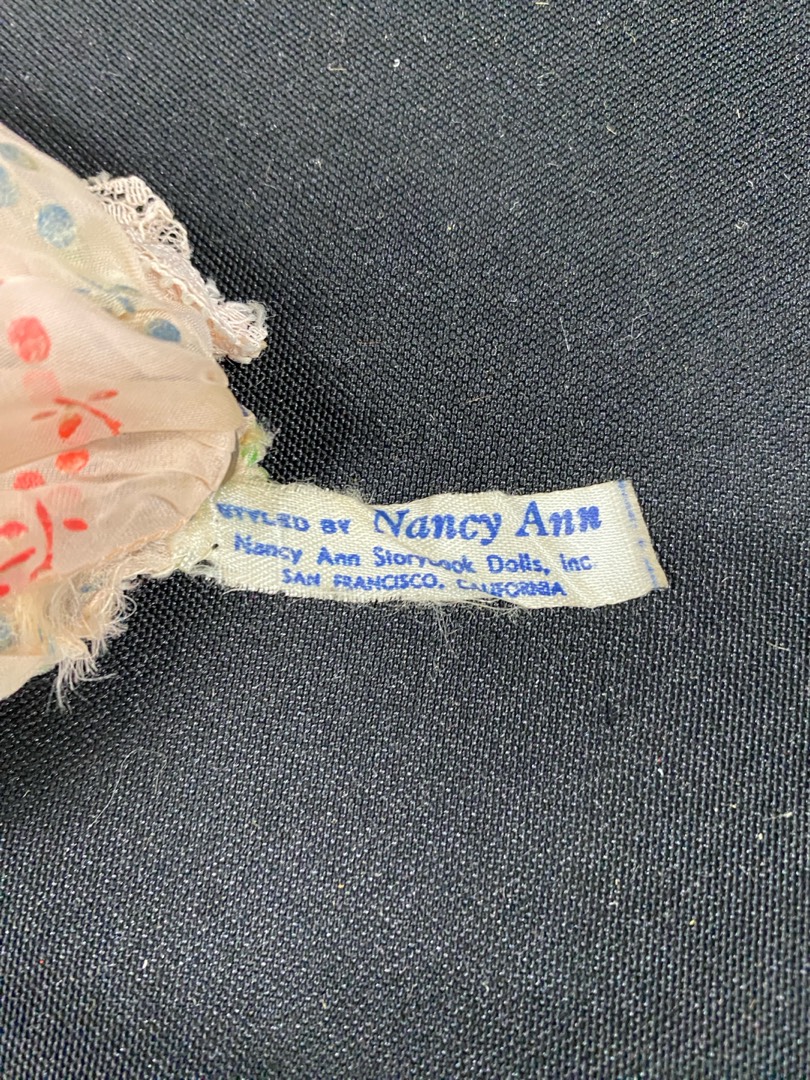 STYLED BY Nancy Ann
Nancy Ann Storybook Dolls, Inc
SAN FRANCISCO, CALIFORNIA